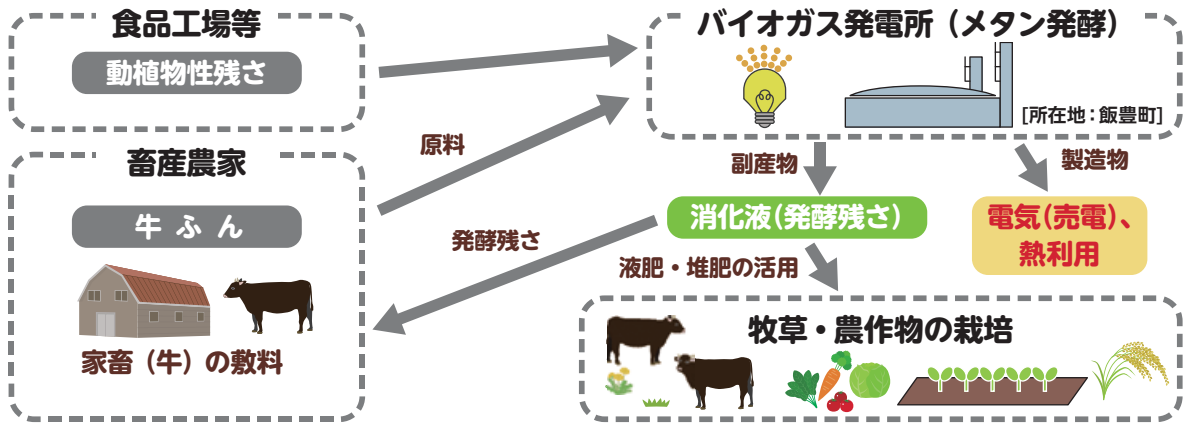 食品工場等
動植物性残さ
畜産農家
牛 ふ ん
家畜（牛）の敷料
原料
発酵残さ
バイオガス発電所（メタン発酵）
[所在地：飯豊町]
副産物
製造物
消化液（発酵残さ）
電気（売電）、
熱利用
液肥・堆肥の活用
牧草・農作物の栽培